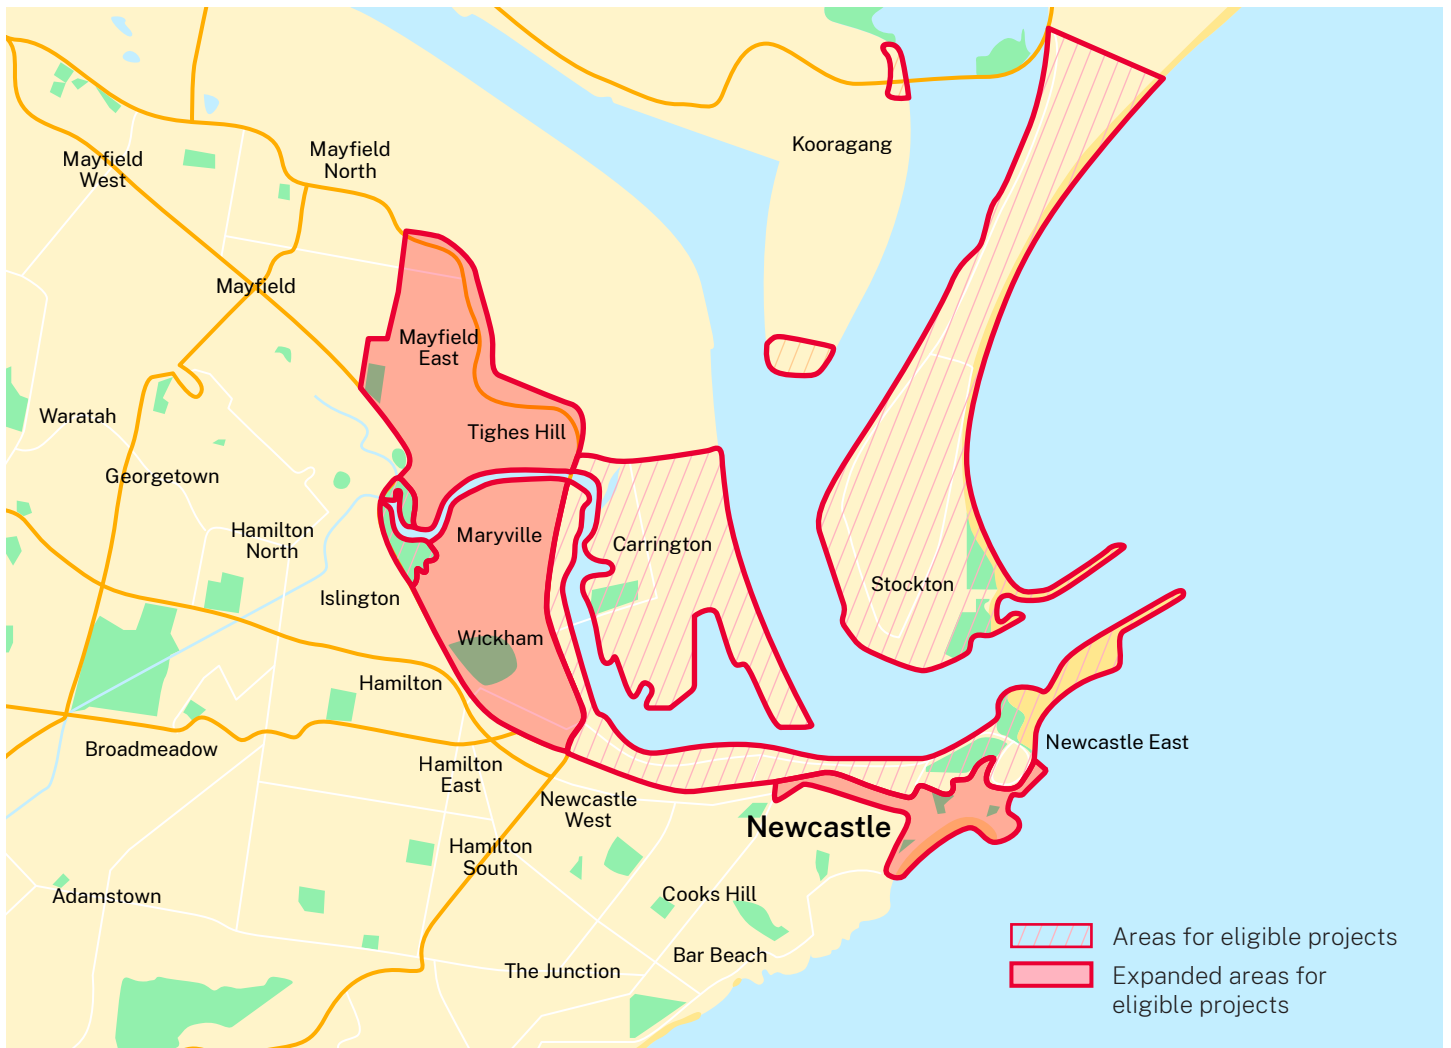 Kooragang
Mayfield
North
Mayfield
West
Mayfield
Mayfield
East
Waratah
Tighes Hill
Georgetown
Hamilton
North
Maryville
Carrington
Stockton
Islington
Wickham
Hamilton
Broadmeadow
Newcastle East
Hamilton
East
Newcastle
West
Newcastle
Hamilton
South
Adamstown
Cooks Hill
Bar Beach
The Junction
Areas for eligible projects
Expanded areas for
eligible projects